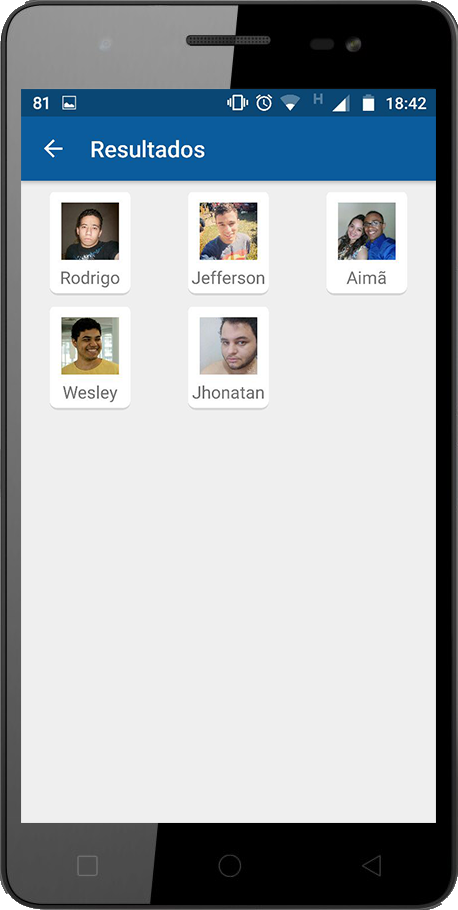 81 H 18:42
Resultados
Rodrigo Jefferson Aimã
Wesley Jhonatan